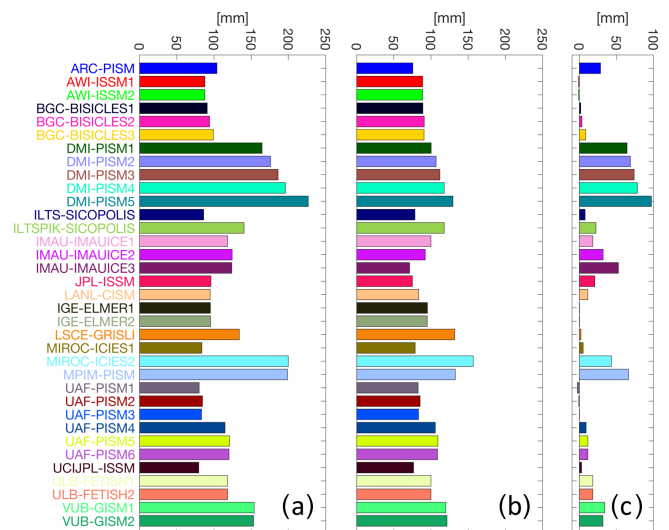 [mm] [mm] [mm]
0 50 100 150 200 250 0 50 100 150 200 250 0 50 100
ARC-PISM
AWI-ISSM1
AWI-ISSM2
BGC-BISICLES1
BGC-BISICLES2
BGC-BISICLES3
DMI-PISM1
DMI-PISM2
DMI-PISM3
DMI-PISM4
DMI-PISM5
ILTS-SICOPOLIS
ILTSPIK-SICOPOLIS
IMAU-IMAUICE1
IMAU-IMAUICE2
IMAU-IMAUICE3
JPL-ISSM
LANL-CISM
IGE-ELMER1
IGE-ELMER2
LSCE-GRISLI
MIROC-ICIES1
MIROC-ICIES2
MPIM-PISM
UAF-PISM1
UAF-PISM2
UAF-PISM3
UAF-PISM4
UAF-PISM5
UAF-PISM6
UCIJPL-ISSM
ULB-FETISH1
ULB-FETISH2
VUB-GISM1
VUB-GISM2
(a) (b) (c)